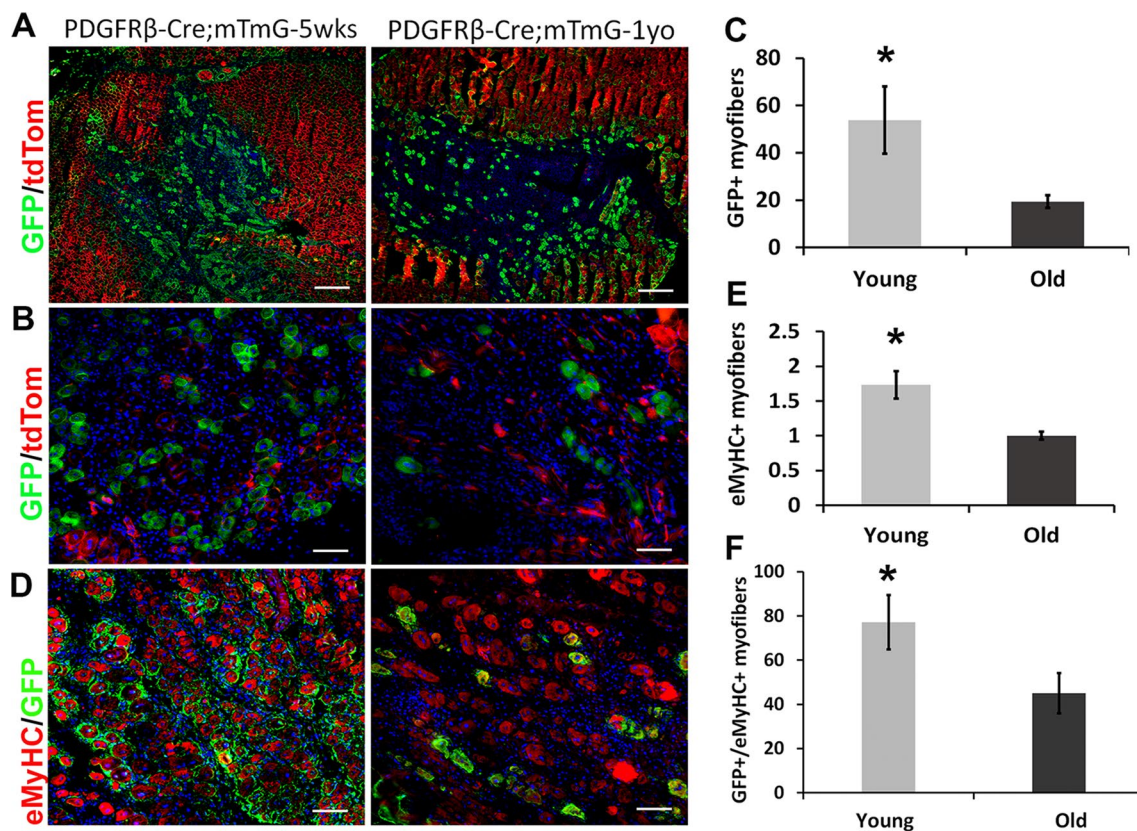 A
PDGFRβ-Cre;mTmG-5wks
PDGFRβ-Cre;mTmG-1yo
GFP/tdTom
B
GFP/tdTom
D
eMyHC/GFP
C
*
GFP+ myofibers
80
60
40
20
0
Young
Old
E
*
eMyHC+ myofibers
2.5
2
1.5
1
0.5
0
Young
Old
F
*
GFP+/eMyHC+ myofibers
100
80
60
40
20
0
Young
Old